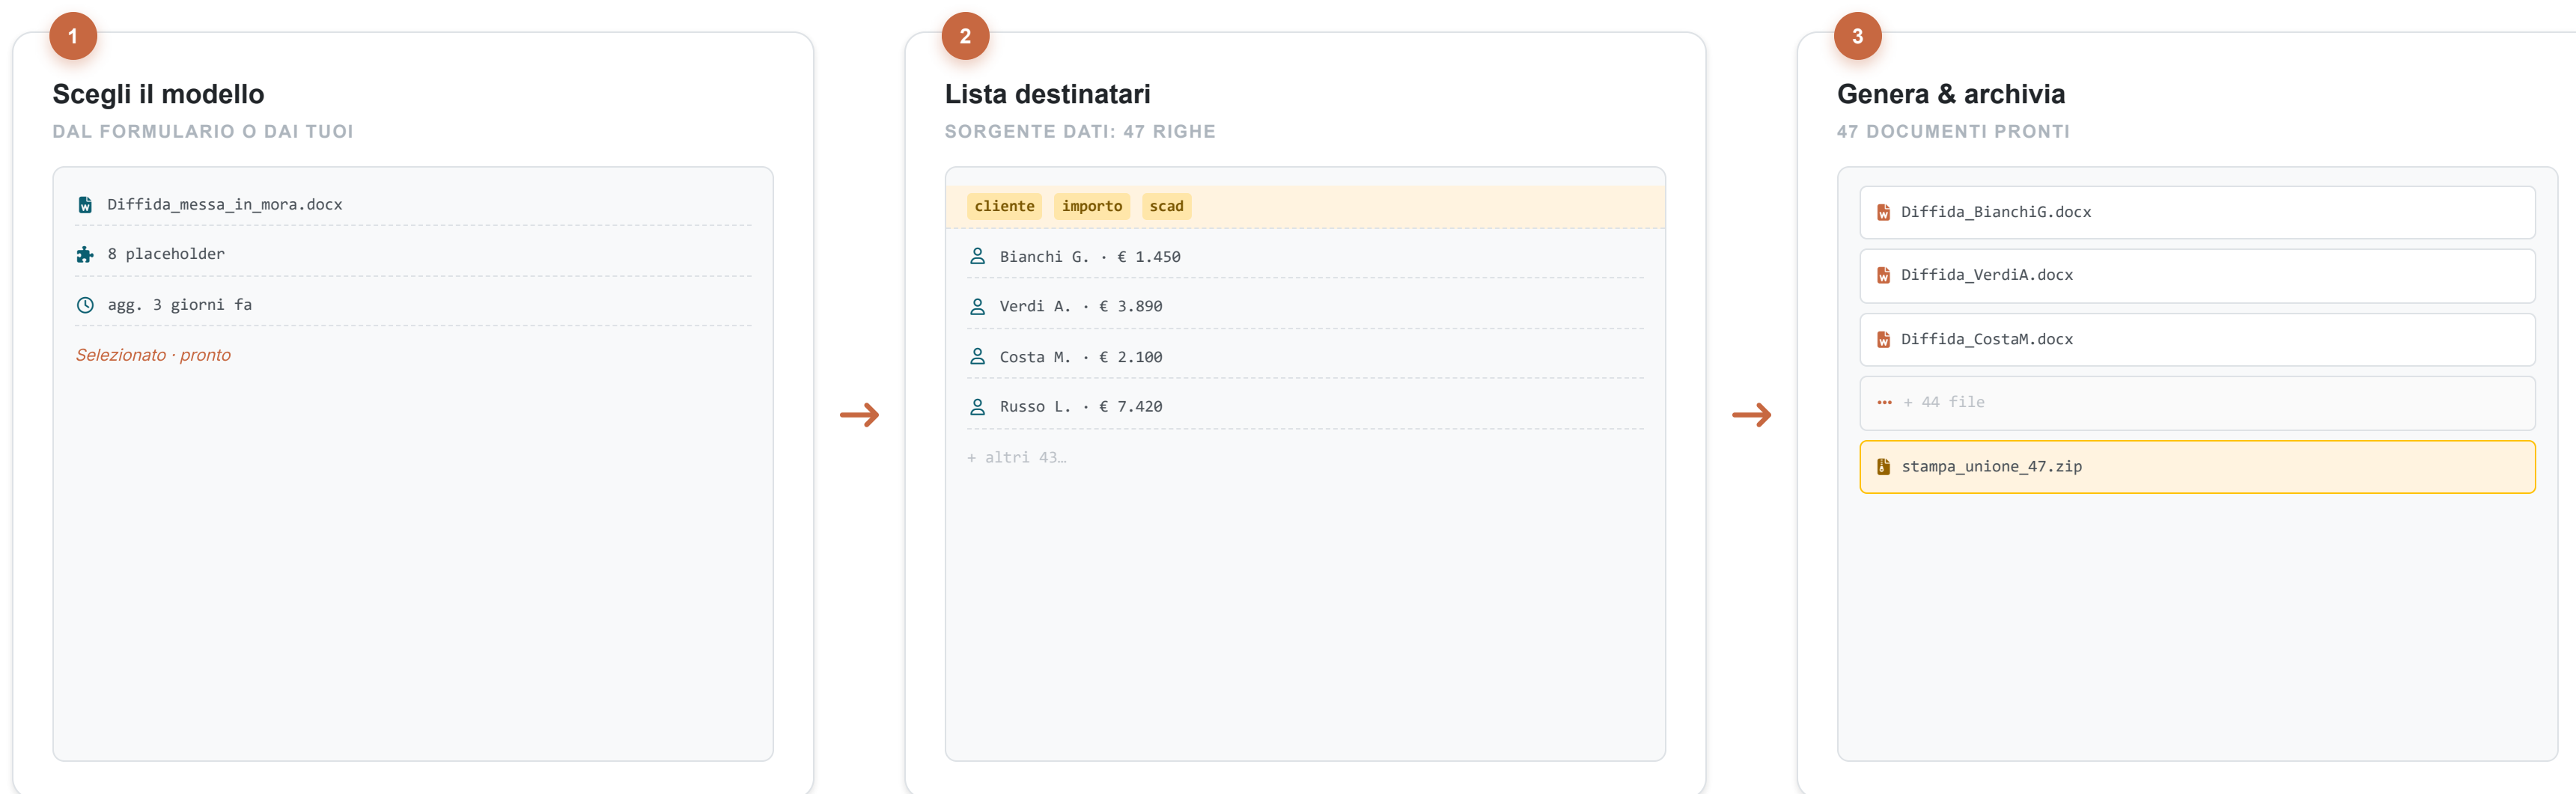 1
Scegli il modello
DAL FORMULARIO O DAI TUOI
Diffida_messa_in_mora.docx
8 placeholder
agg. 3 giorni fa
Selezionato · pronto
2
Lista destinatari
SORGENTE DATI: 47 RIGHE
cliente importo scad
Bianchi G. · € 1.450
Verdi A. · € 3.890
Costa M. · € 2.100
Russo L. · € 7.420
+ altri 43…
3
Genera & archivia
47 DOCUMENTI PRONTI
Diffida_BianchiG.docx
Diffida_VerdiA.docx
Diffida_CostaM.docx
+ 44 file
stampa_unione_47.zip